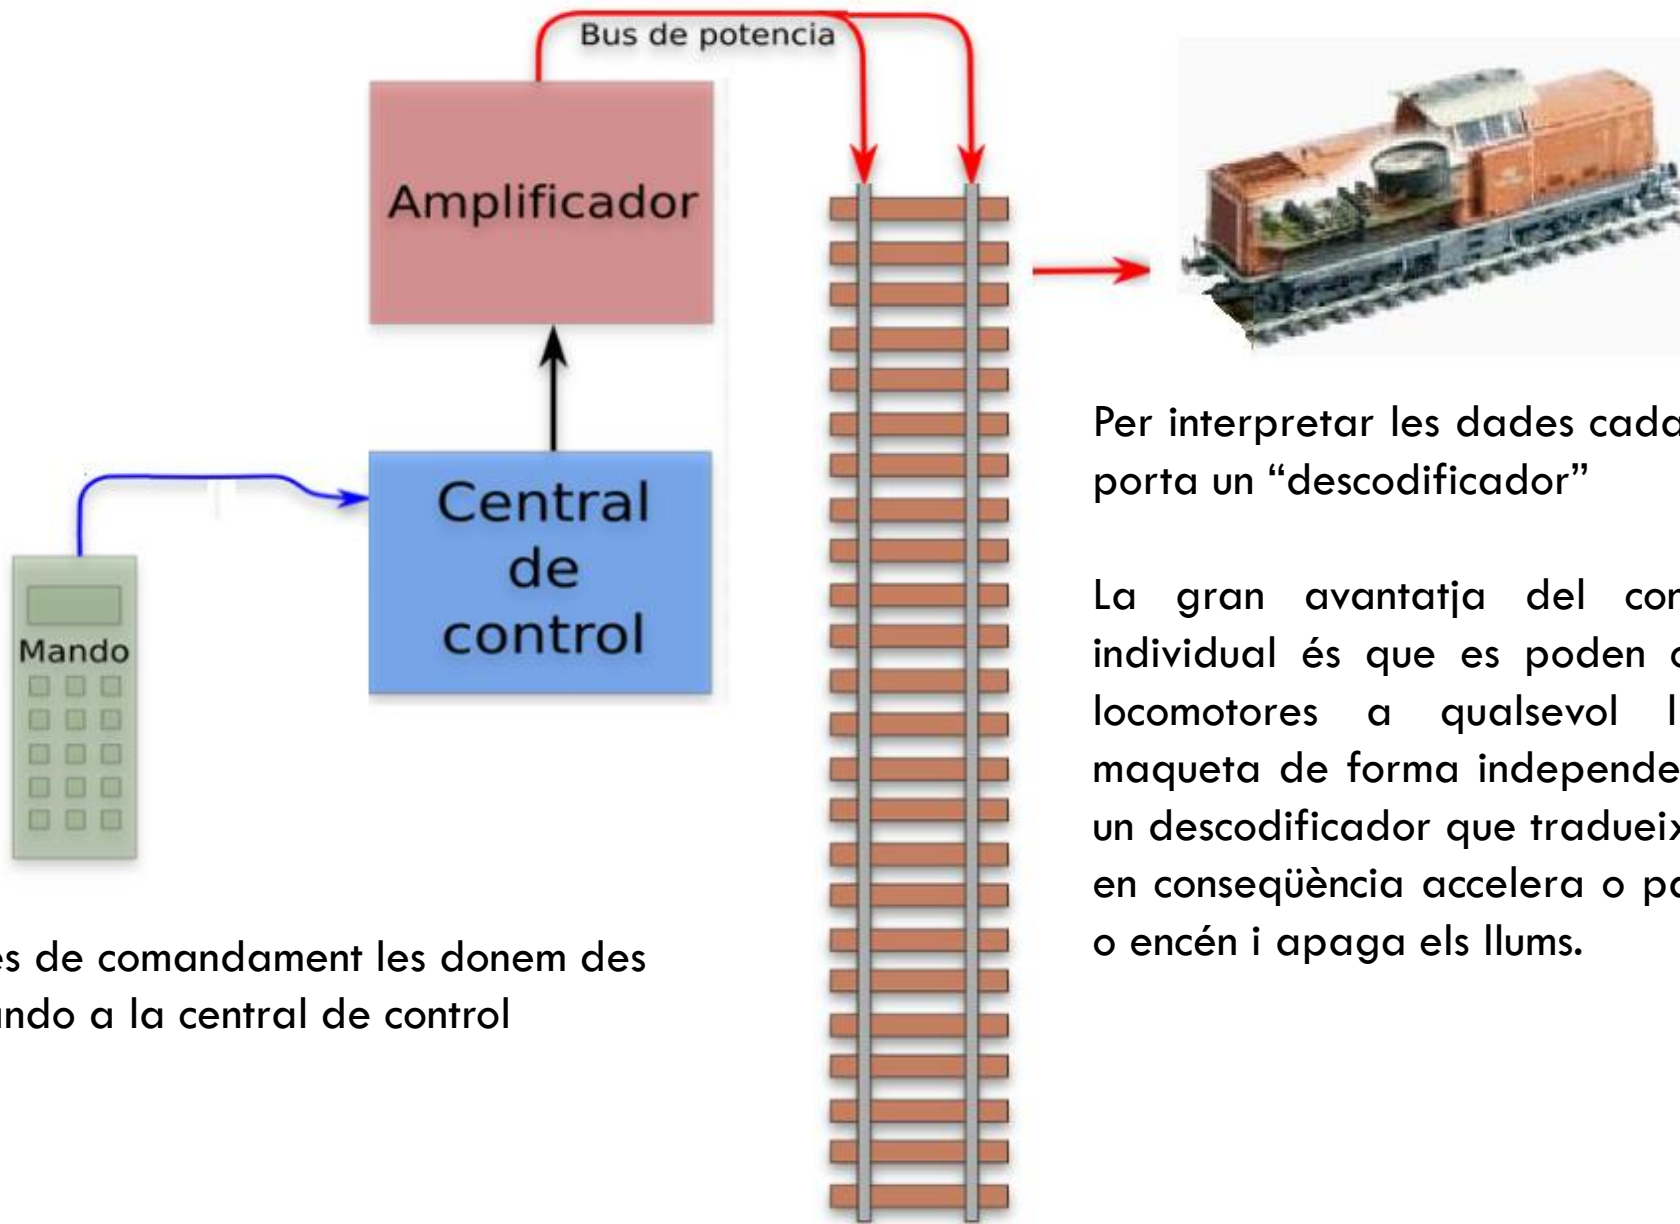 Bus de potencia
Amplificador
Central
de
control
Mando
Per interpretar les dades cada
porta un “descodificador”
La gran avantatja del
individual és que es poden
locomotores a qualsevol
maqueta de forma
un descodificador que
en conseqüència accelera o
o encén i apaga els llums.
de comandament les donem des
a la central de control